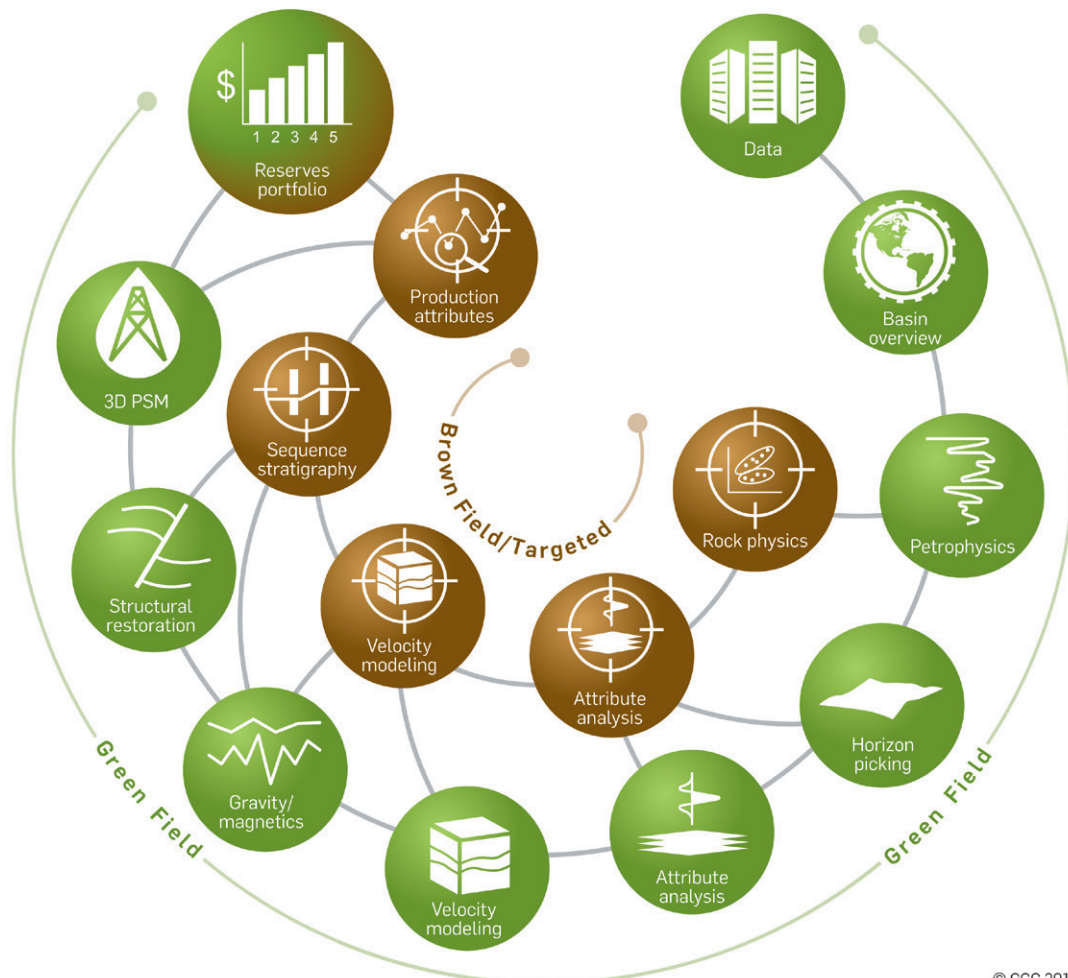 $
1 2 3 4 5
Reserves
portfolio
Data
Production
attributes
Basin
overview
3D PSM
Sequence
stratigraphy
Brown Field/Targeted
Rock physics
Petrophysics
Structural
restoration
Velocity
modeling
Attribute
analysis
Horizon
picking
Gravity/
magnetics
Green Field
Green Field
Velocity
modeling
Attribute
analysis
© CGG 201